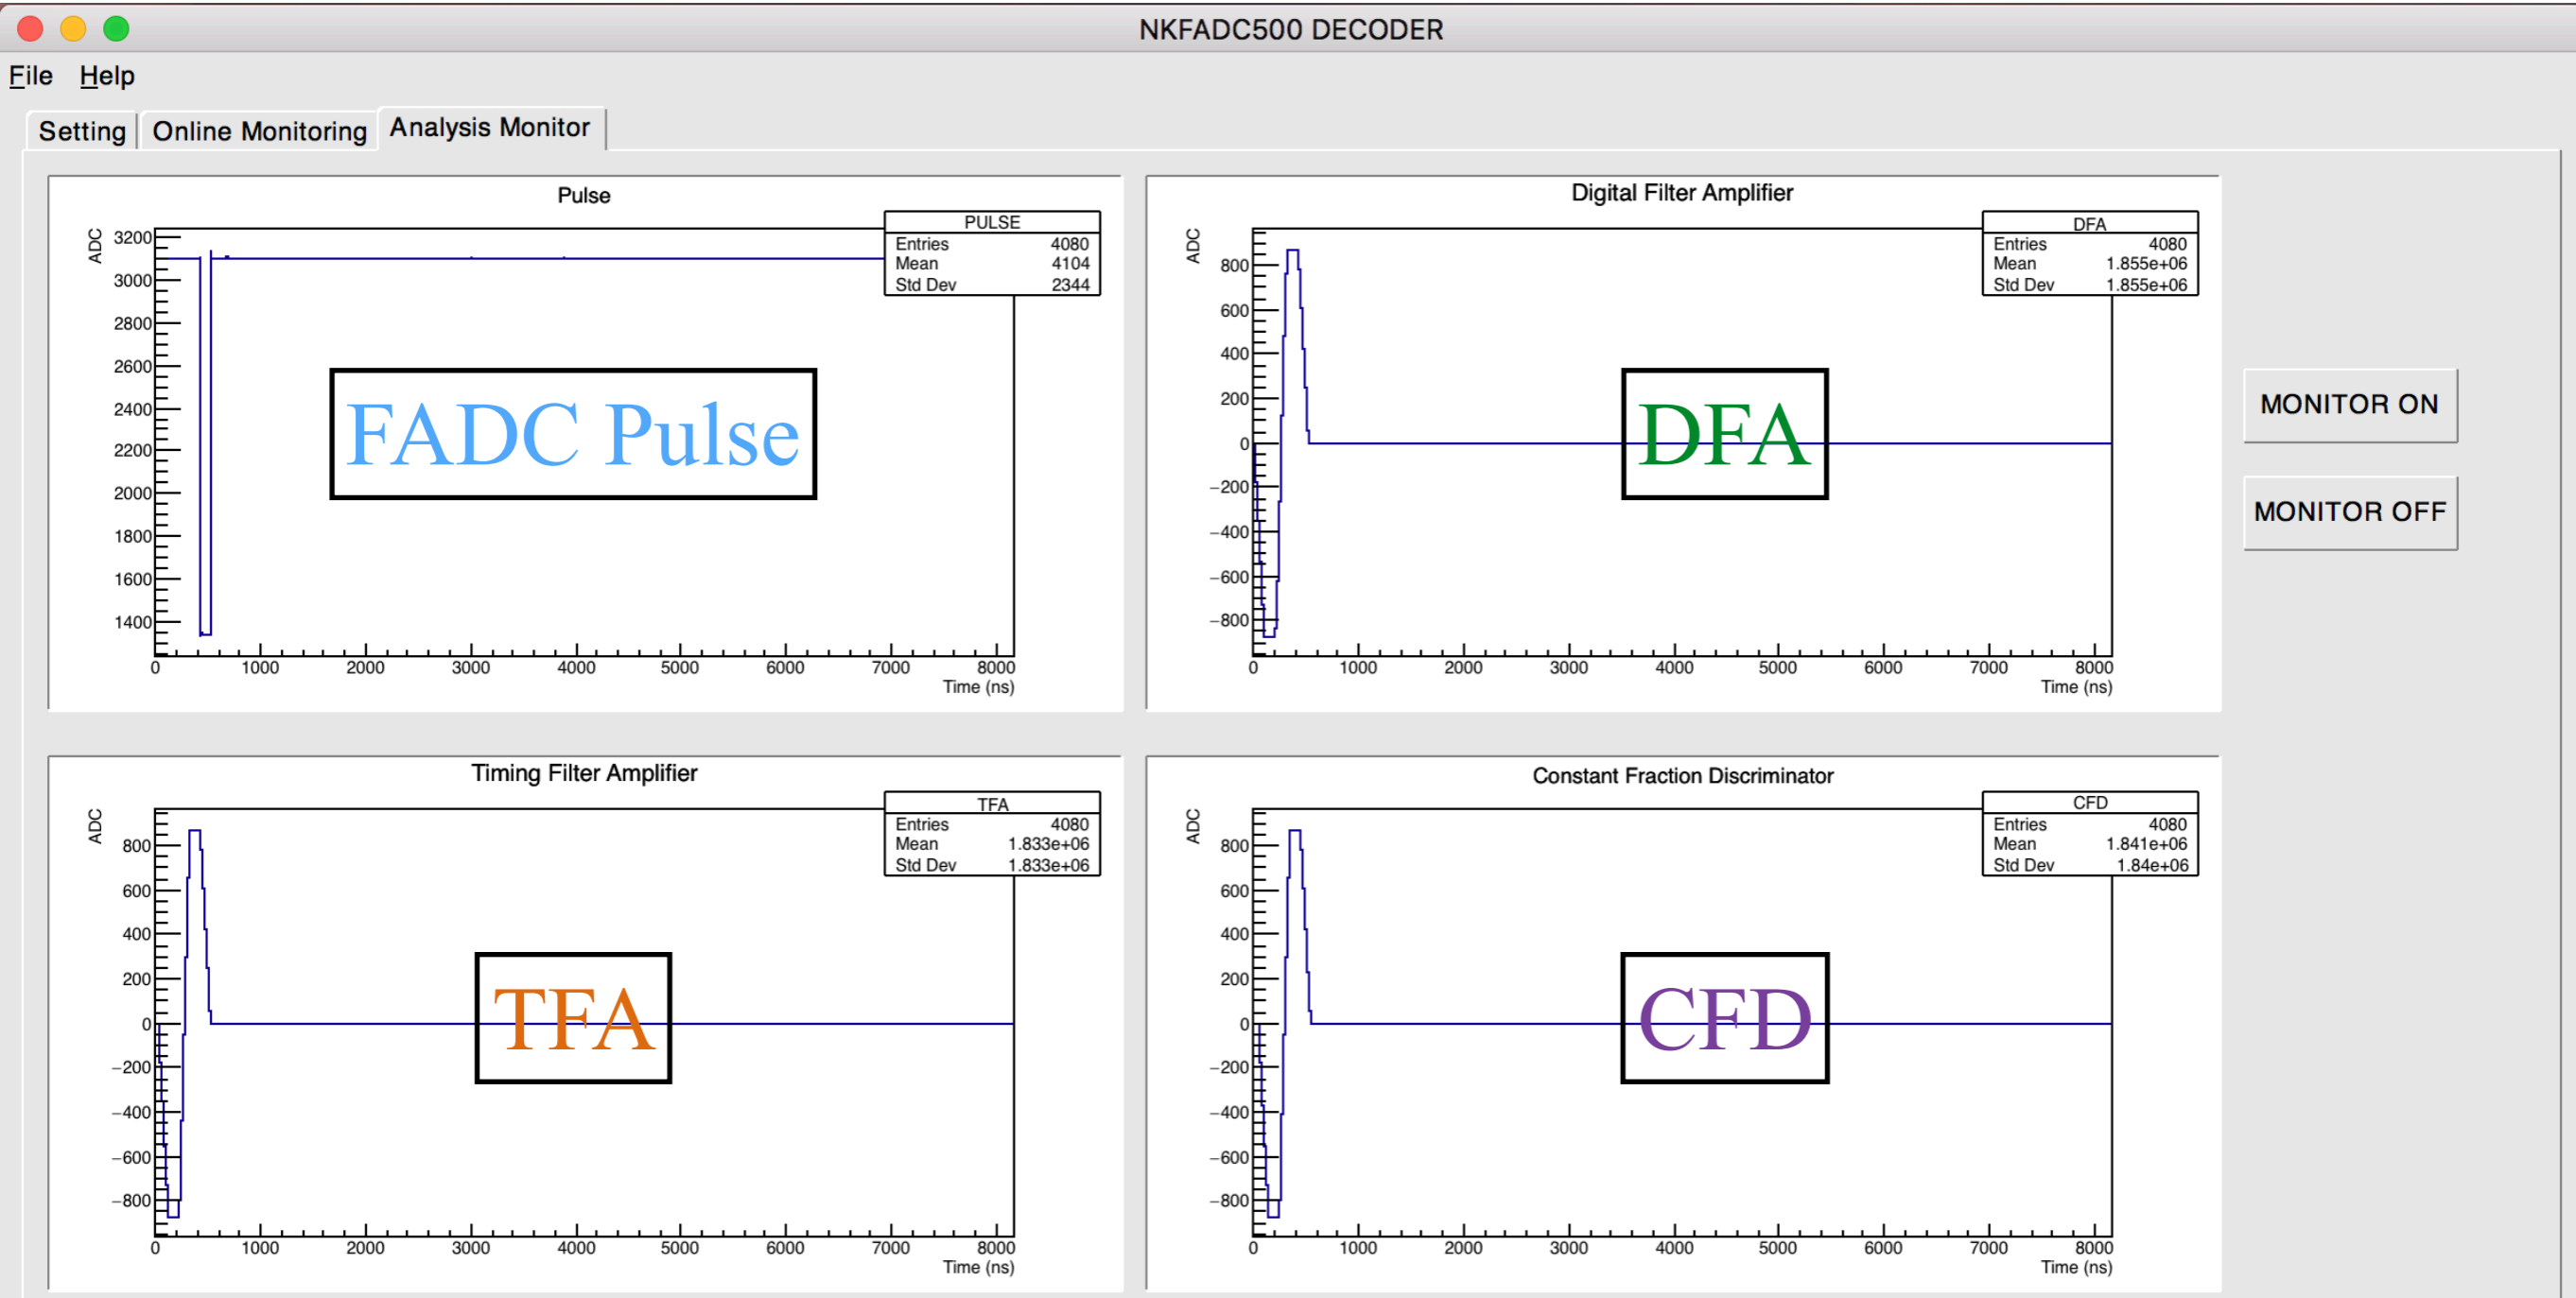 NKFADC500 DECODER
File Help
Setting Online Monitoring Analysis Monitor
Pulse
ADC
3200
3000
2800
2600
2400
2200
2000
1800
1600
1400
0 1000 2000 3000 4000 5000 6000 7000 8000
Time (ns)
PULSE
Entries 4080
Mean 4104
Std Dev 2344
FADC Pulse
Digital Filter Amplifier
ADC
800
600
400
200
0
−200
−400
−600
−800
0 1000 2000 3000 4000 5000 6000 7000 8000
Time (ns)
DFA
Entries 4080
Mean 1.855e+06
Std Dev 1.855e+06
DFA
MONITOR ON
MONITOR OFF
Timing Filter Amplifier
ADC
800
600
400
200
0
−200
−400
−600
−800
0 1000 2000 3000 4000 5000 6000 7000 8000
Time (ns)
TFA
Entries 4080
Mean 1.833e+06
Std Dev 1.833e+06
TFA
Constant Fraction Discriminator
ADC
800
600
400
200
0
−200
−400
−600
−800
0 1000 2000 3000 4000 5000 6000 7000 8000
Time (ns)
CFD
Entries 4080
Mean 1.841e+06
Std Dev 1.84e+06
CFD